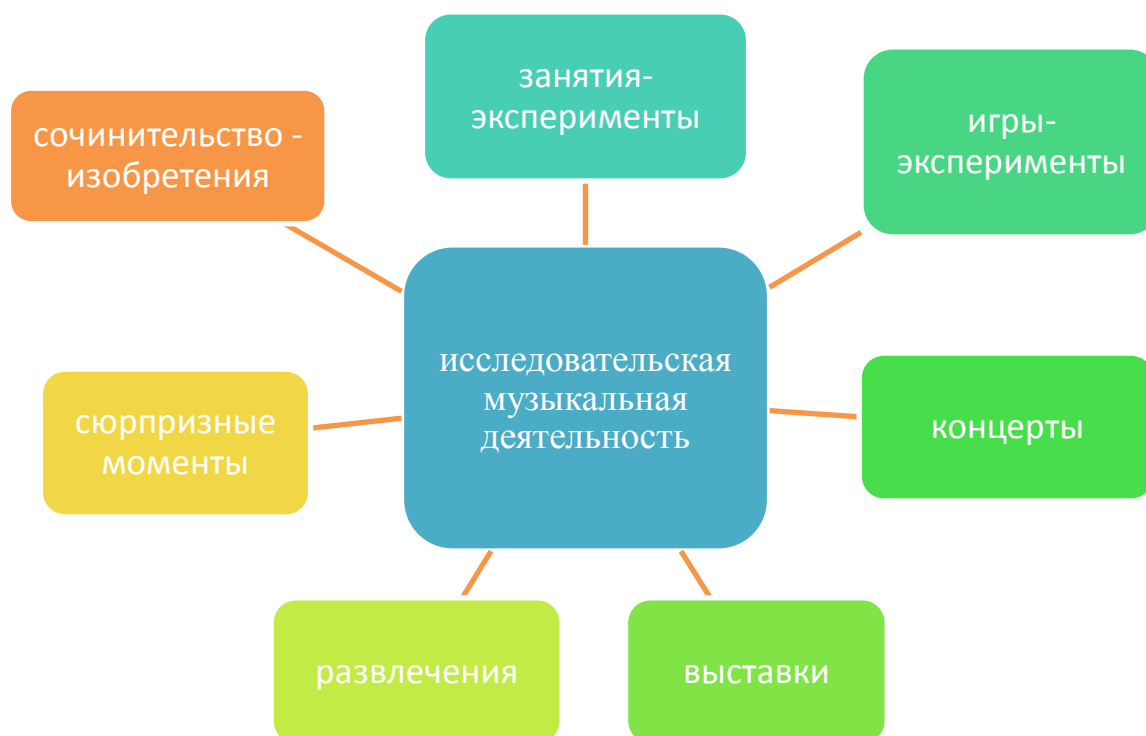 занятия-
эксперименты
сочинительство -
изобретения
игры-
эксперименты
исследовательская
музыкальная
деятельность
сюрпризные
моменты
концерты
развлечения
выставки